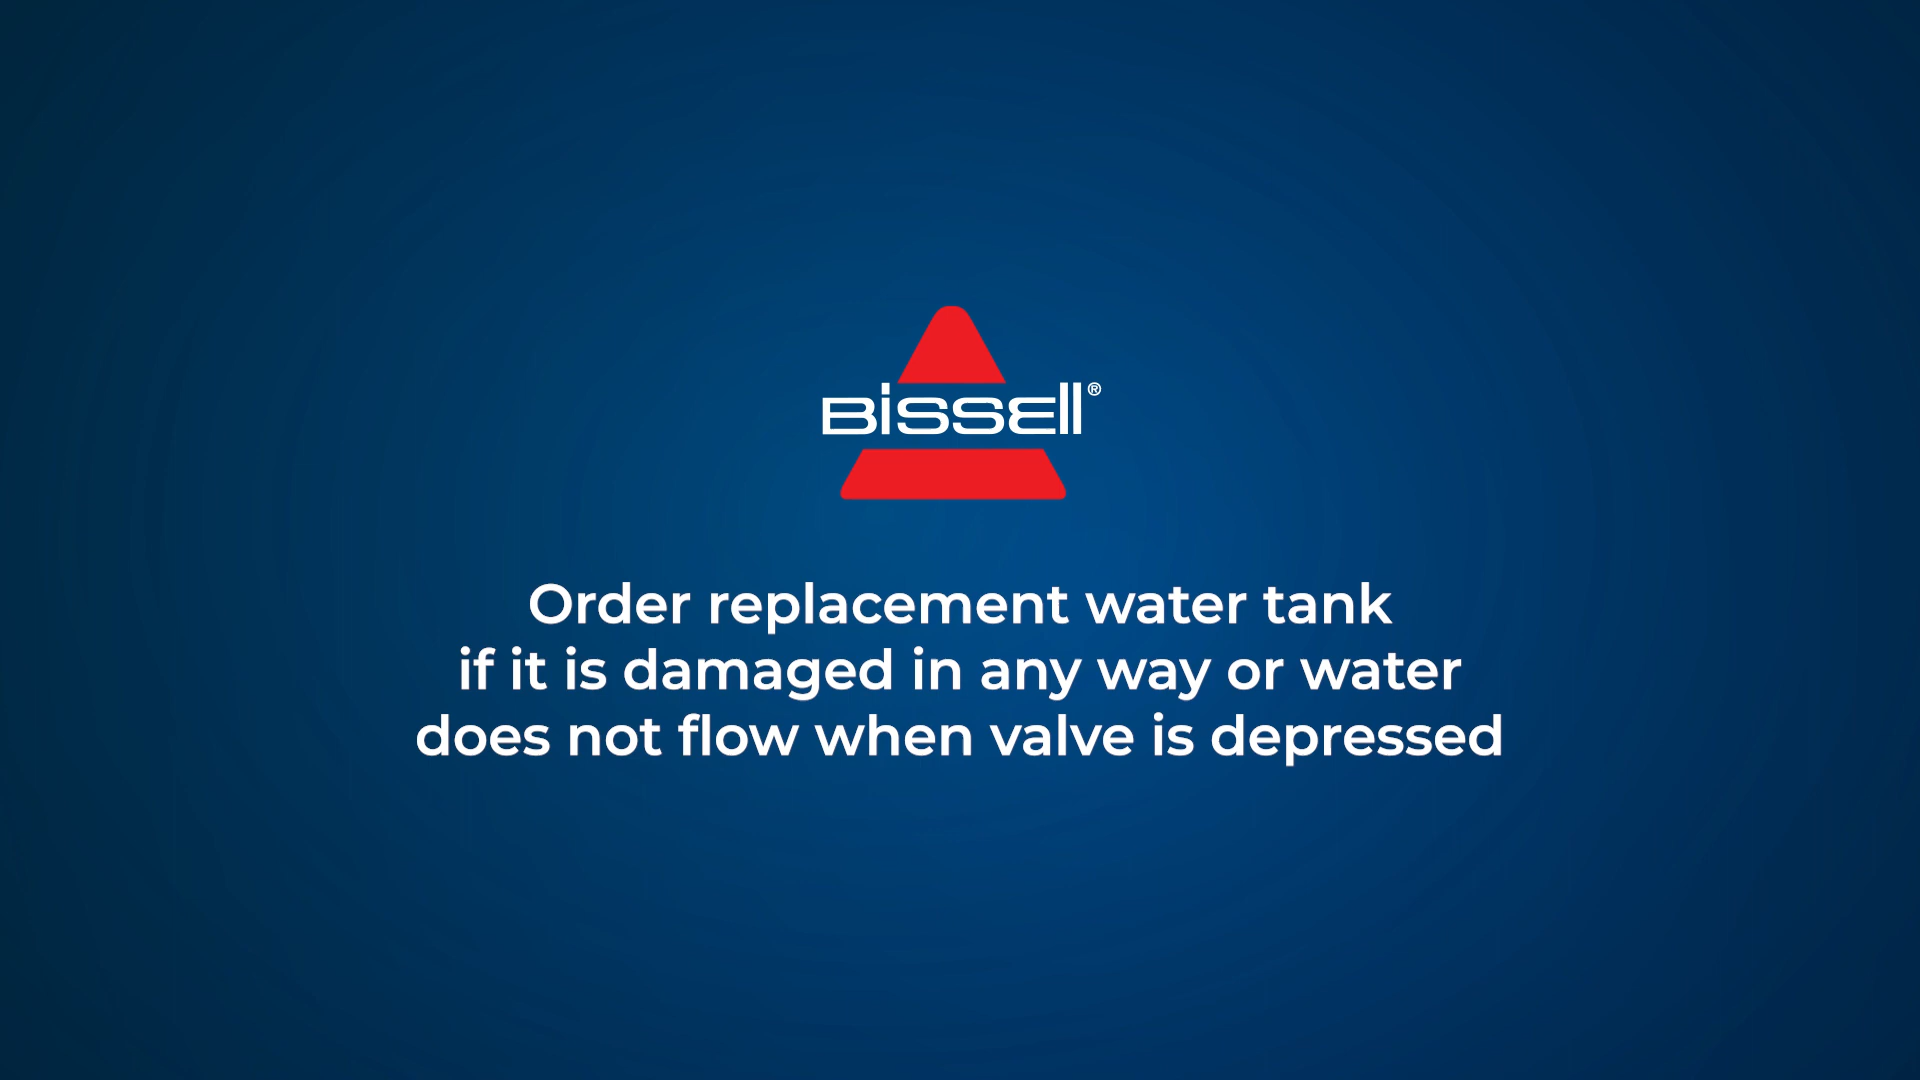 Bissell®
Order replacement water tank
if it is damaged in any way or water
does not flow when valve is depressed